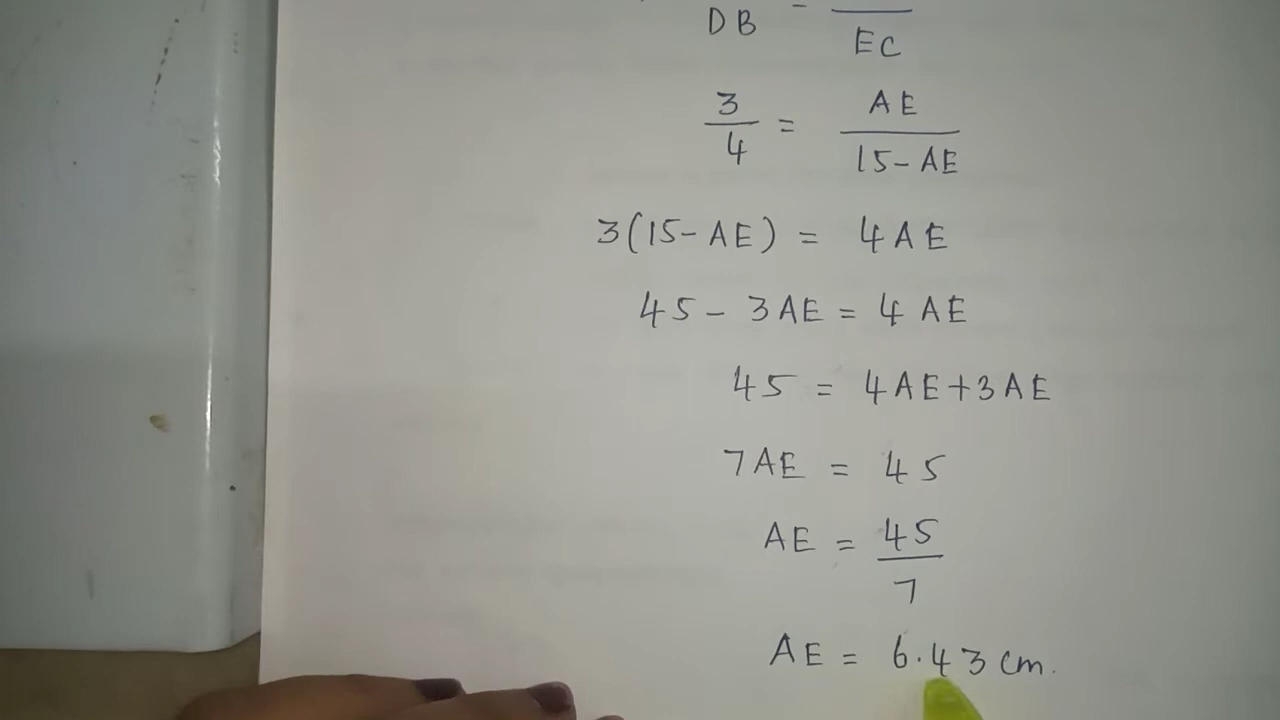 DB = EC
3/4 = AE/15-AE
3(15-AE) = 4AE
45 - 3AE = 4AE
45 = 4AE+3AE
7AE = 45
AE = 45/7
AE = 6.43 cm.